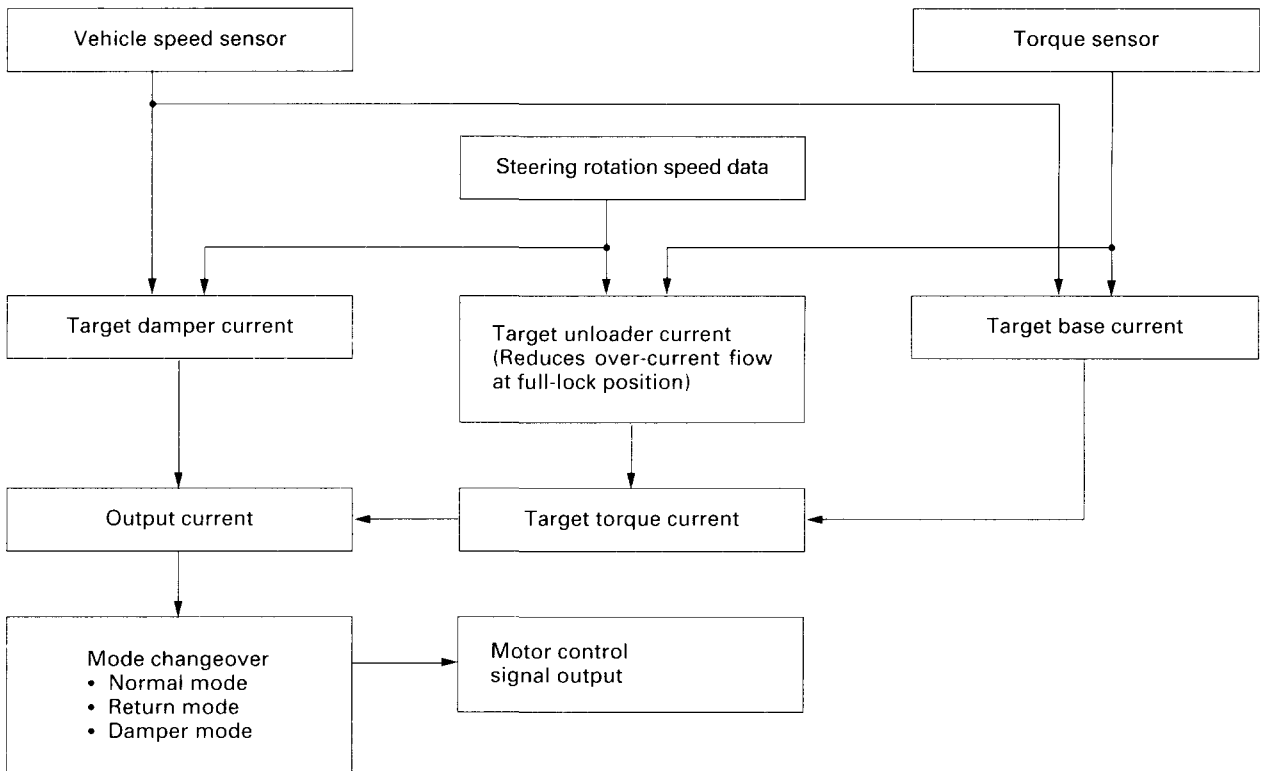 Vehicle speed sensor
Torque sensor
Steering rotation speed data
Target damper current
Target unloader current
(Reduces over-current flow
at full-lock position)
Target base current
Output current
Target torque current
Mode changeover
• Normal mode
• Return mode
• Damper mode
Motor control
signal output